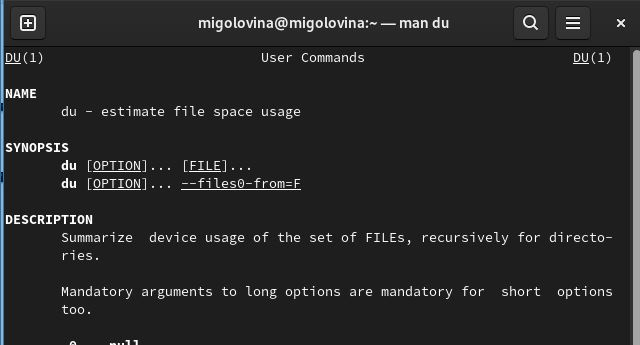 migolovina@migolovina:~ — man du
DU(1) User Commands DU(1)
NAME
du - estimate file space usage
SYNOPSIS
du [OPTION]... [FILE]...
du [OPTION]... --files0-from=F
DESCRIPTION
Summarize device usage of the set of FILEs, recursively for directo-
ries.
Mandatory arguments to long options are mandatory for short options
too.